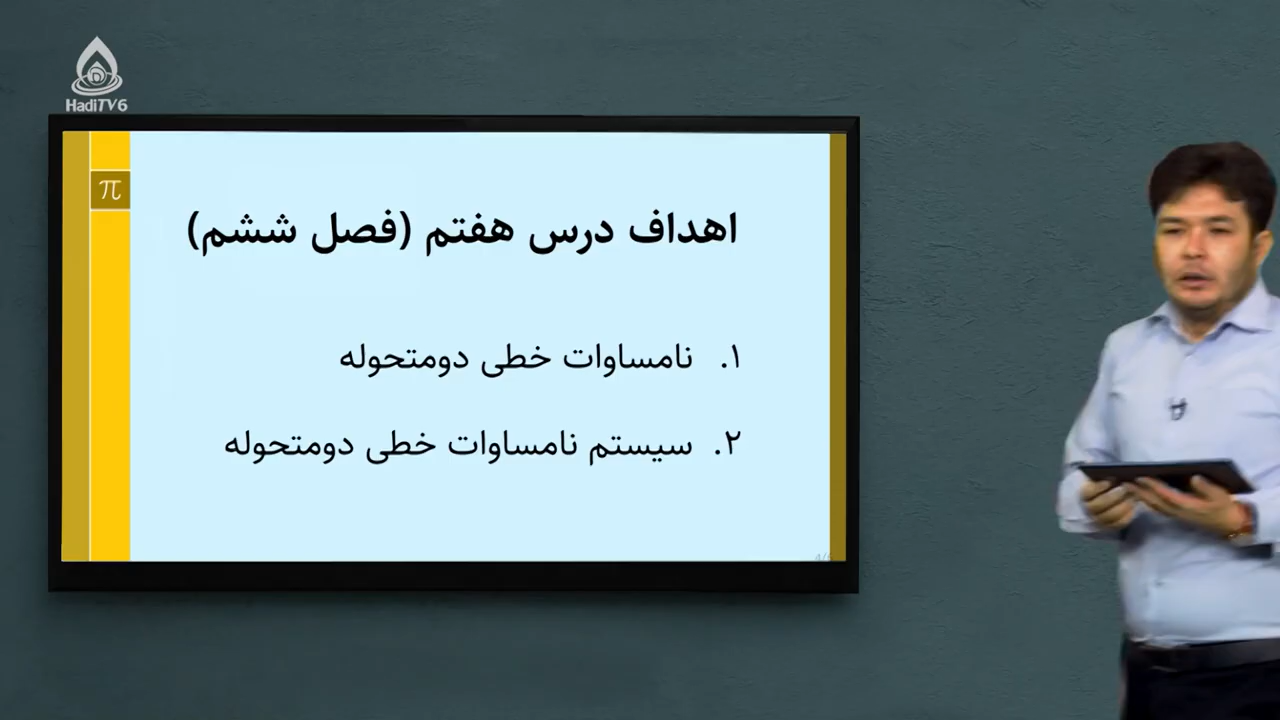 HadiTV6
π
اهداف درس هفتم (فصل ششم)
۱. نامساوات خطی دومتحوله
۲. سیستم نامساوات خطی دومتحوله